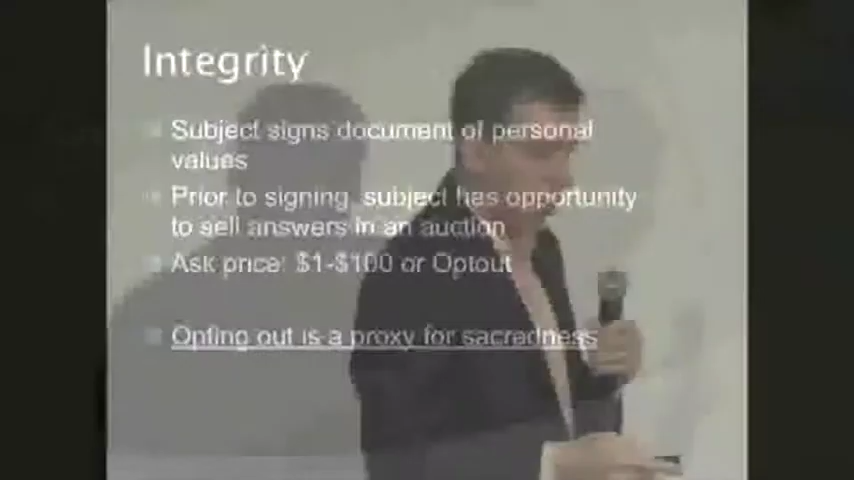 Integrity
Subject signs document of personal
values
Prior to signing, subject has opportunity
to sell answers in an auction
Ask price: $1-$100 or Optout
Opting out is a proxy for sacredness